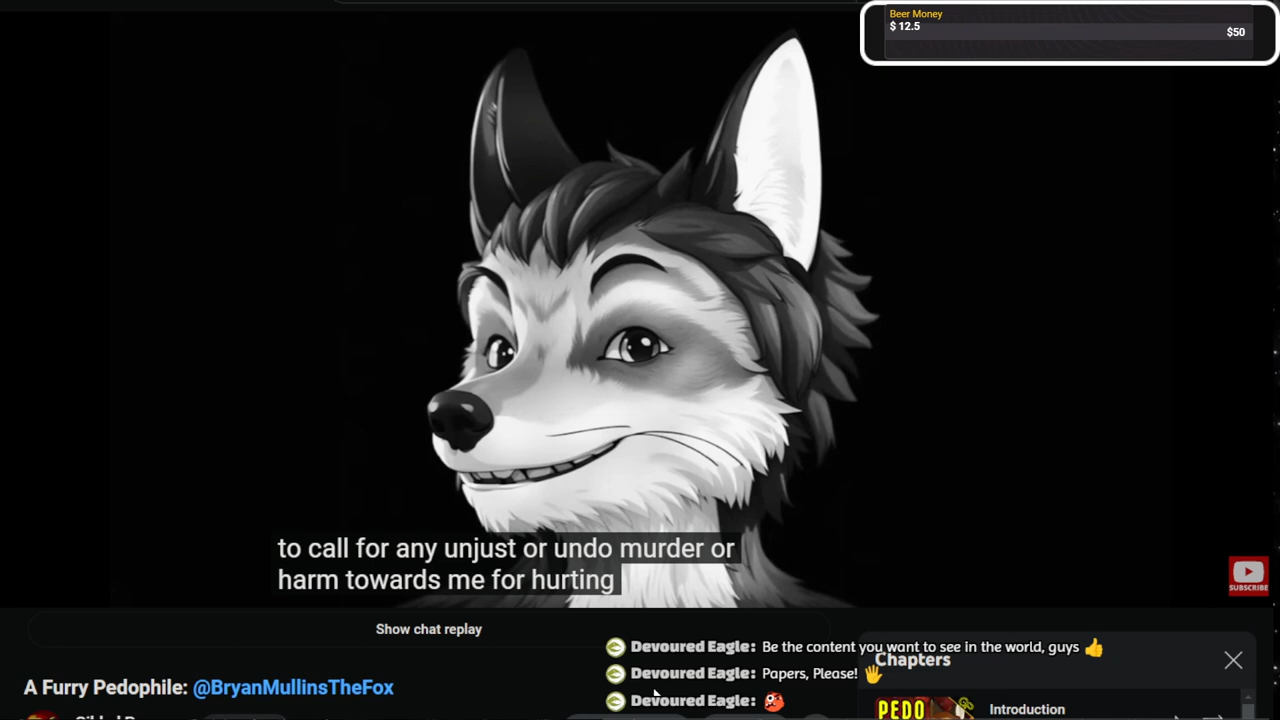 Beer Money
$ 12.5
$50
to call for any unjust or undo murder or
harm towards me for hurting
SUBSCRIBE
Show chat replay
Devoured Eagle: Be the content you want to see in the world, guys 👍
Chapters
Devoured Eagle: Papers, Please! 🖐
A Furry Pedophile: @BryanMullinsTheFox
Devoured Eagle:
PEDO
Introduction